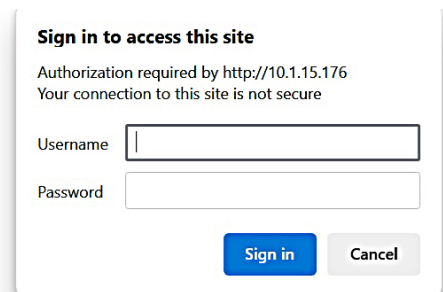 Sign in to access this site
Authorization required by http://10.1.15.176
Your connection to this site is not secure
Username
Password
Sign in Cancel